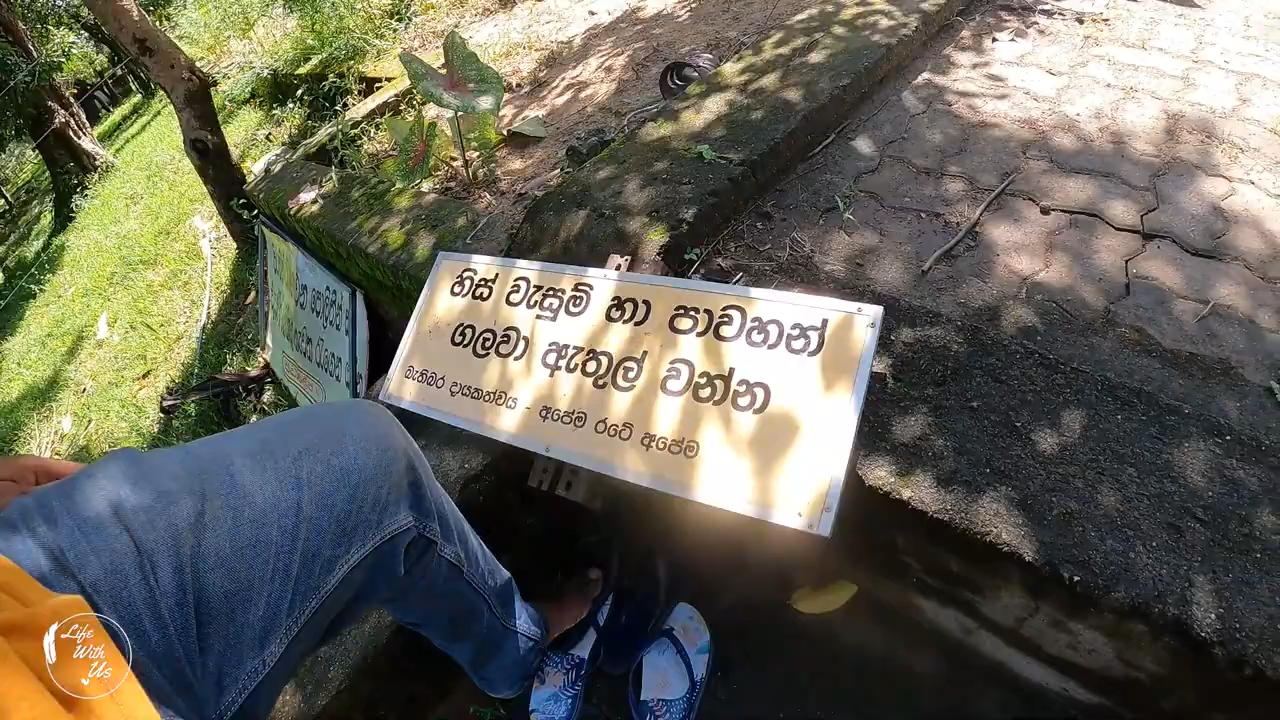 හිස් වැසුම් හා පාවහන්
ගලවා ඇතුල් වන්න
බැතිබර දායකත්වය - අපේම රටේ අපේම
පොලිතින්
රැගෙන
Life
With
Us